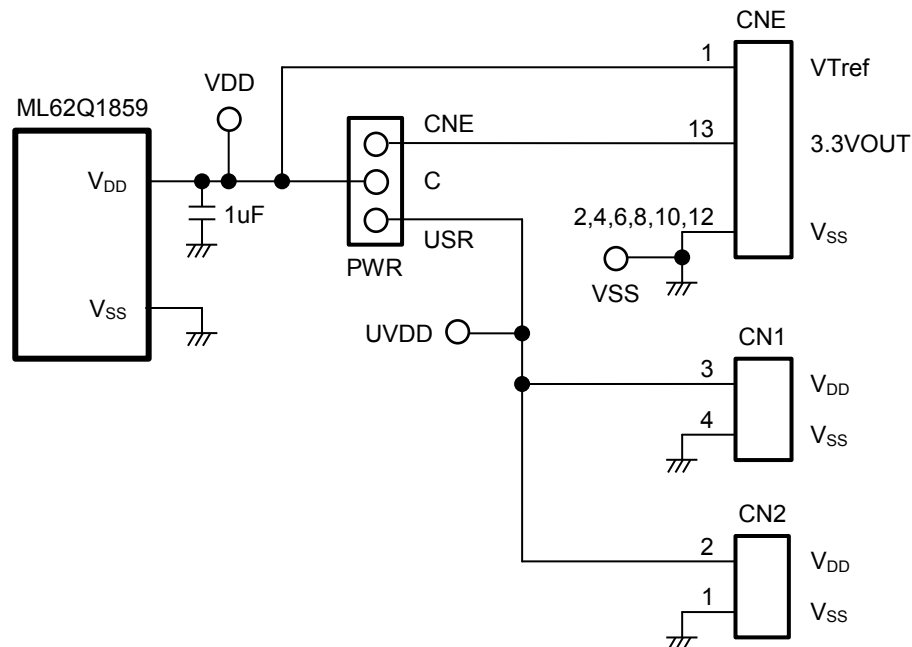 CNE
1
VTref
VDD
ML62Q1859
CNE
13
3.3VOUT
VDD
C
1uF
2,4,6,8,10,12
VSS
USR
PWR
VSS
VSS
UVDD
CN1
3
VDD
4
VSS
CN2
2
VDD
1
VSS